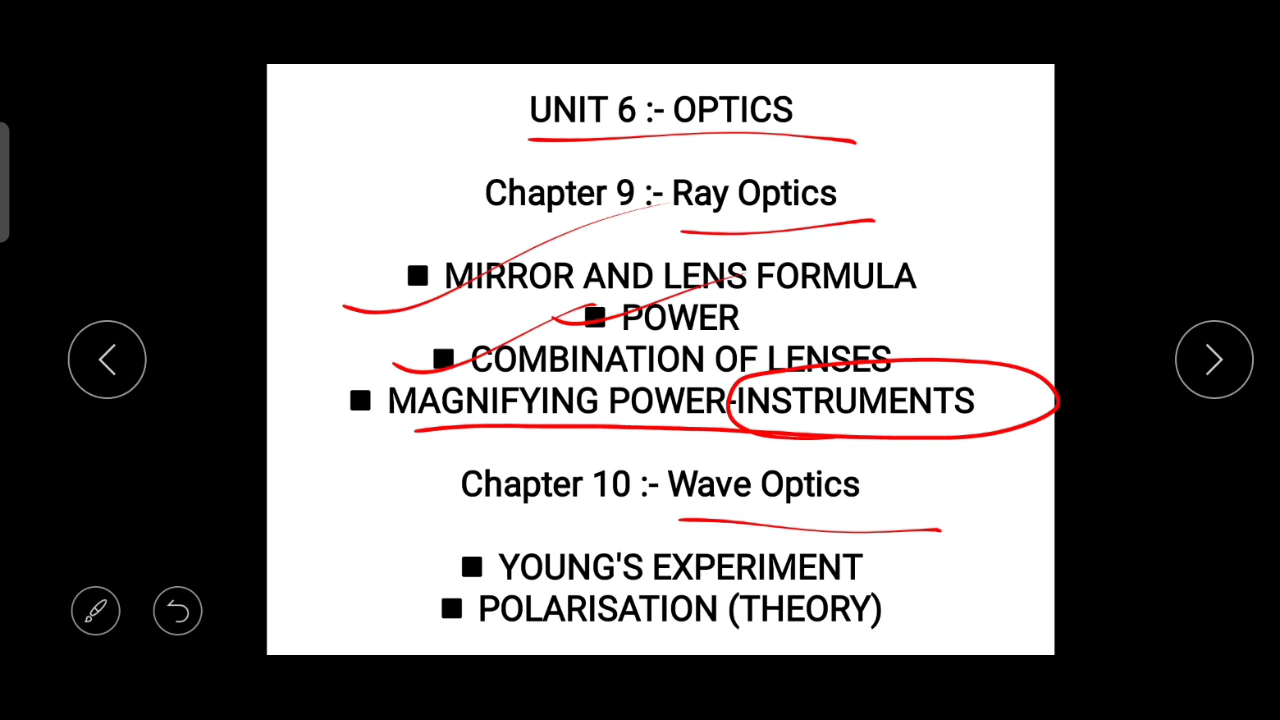 UNIT 6 :- OPTICS
Chapter 9 :- Ray Optics
■ MIRROR AND LENS FORMULA
■ POWER
■ COMBINATION OF LENSES
■ MAGNIFYING POWER-INSTRUMENTS
Chapter 10 :- Wave Optics
■ YOUNG'S EXPERIMENT
■ POLARISATION (THEORY)